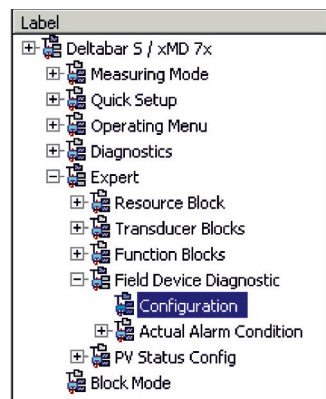 Label
Deltabar S / xMD 7x
Measuring Mode
Quick Setup
Operating Menu
Diagnostics
Expert
Resource Block
Transducer Blocks
Function Blocks
Field Device Diagnostic
Configuration
Actual Alarm Condition
PV Status Config
Block Mode